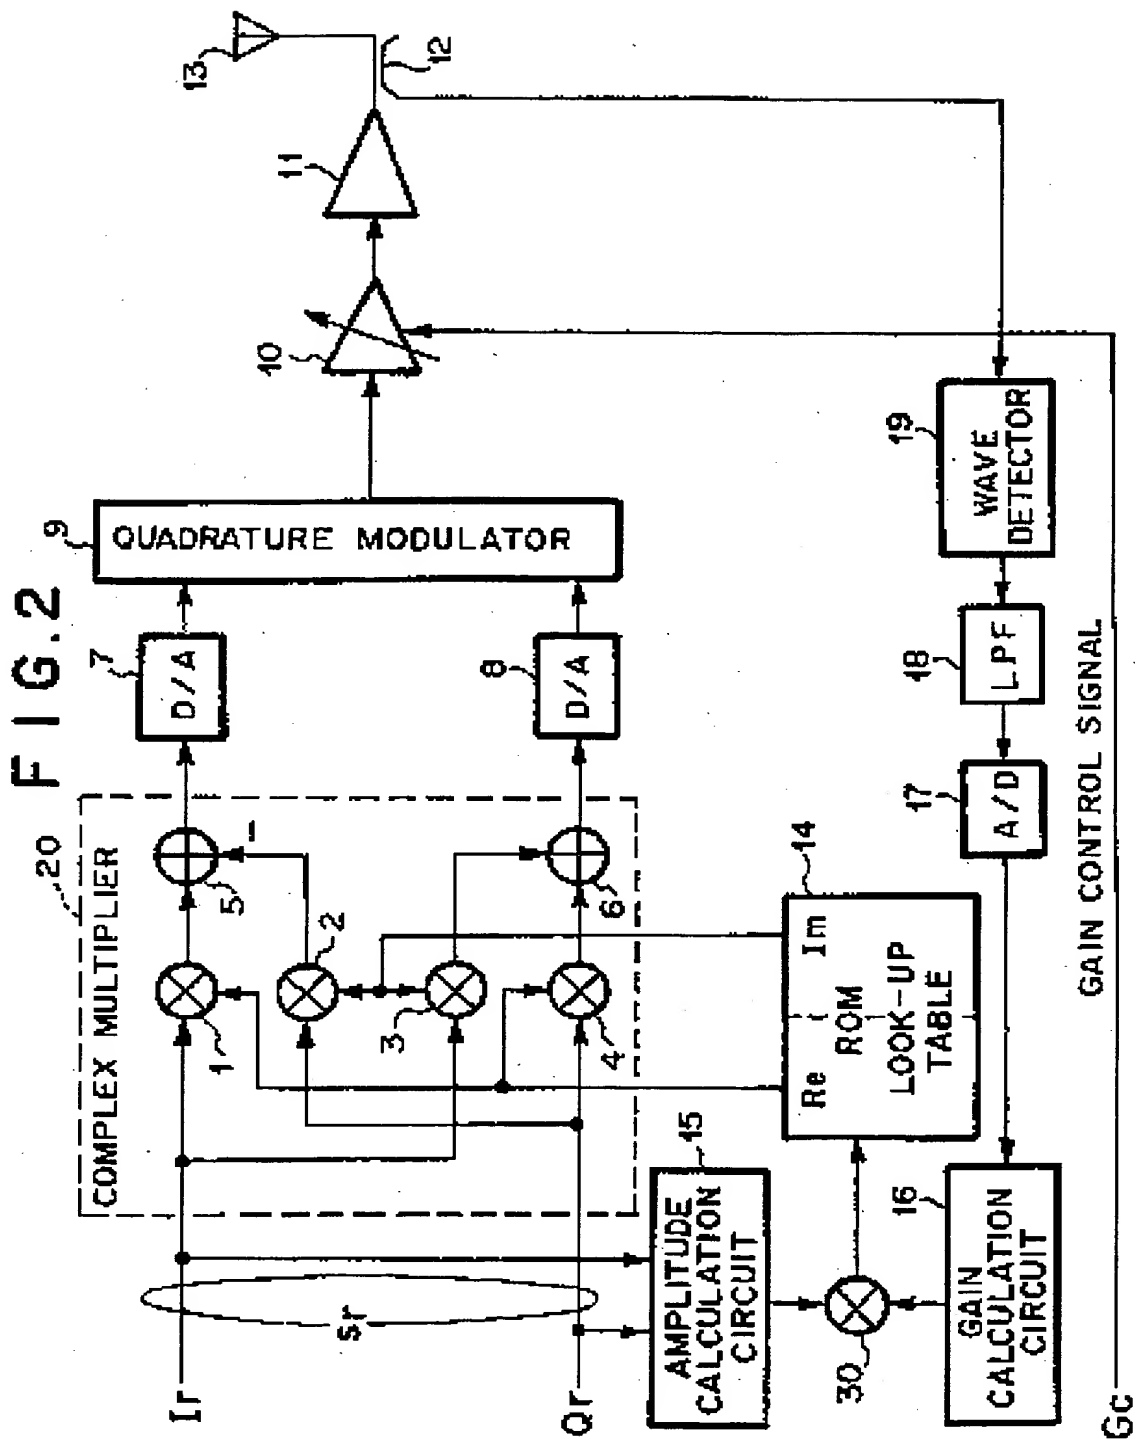 FIG.2
COMPLEX MULTIPLIER
20
Ir
Qr
Sr
1
2
3
4
5
6
-
7
D/A
8
D/A
9
QUADRATURE MODULATOR
10
11
12
13
14
Re
Im
ROM
LOOK-UP
TABLE
15
AMPLITUDE
CALCULATION
CIRCUIT
30
16
GAIN
CALCULATION
CIRCUIT
17
A/D
18
LPF
19
WAVE
DETECTOR
Gc
GAIN CONTROL SIGNAL